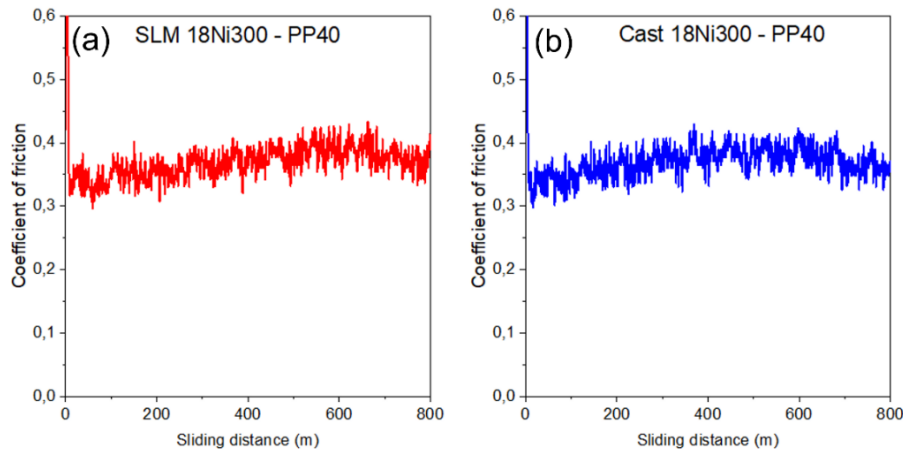 (a) SLM 18Ni300 - PP40
0,6
0,5
0,4
0,3
0,2
0,1
0,0
Coefficient of friction
0 200 400 600 800
Sliding distance (m)
(b) Cast 18Ni300 - PP40
0,6
0,5
0,4
0,3
0,2
0,1
0,0
Coefficient of friction
0 200 400 600 800
Sliding distance (m)